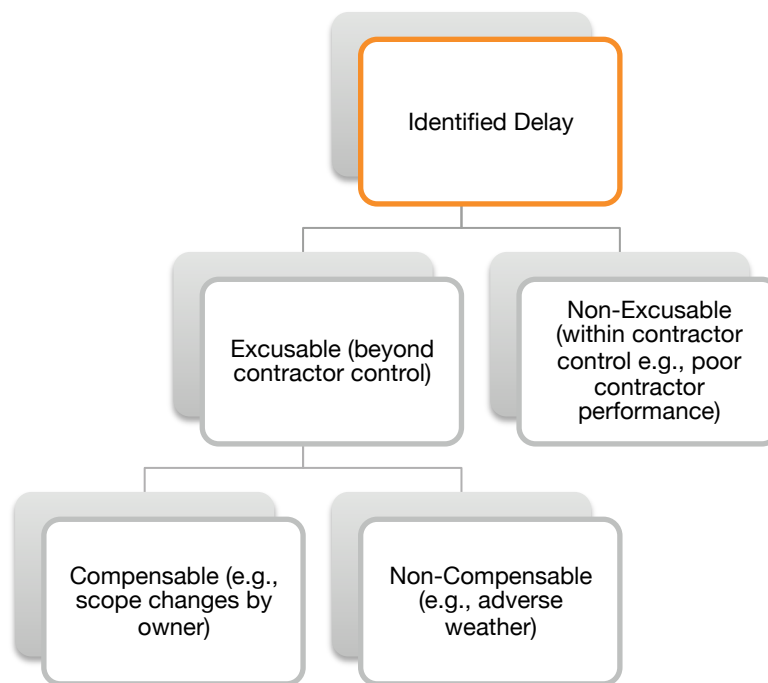 Identified Delay
Excusable (beyond
contractor control)
Non-Excusable
(within contractor
control e.g., poor
contractor
performance)
Compensable (e.g.,
scope changes by
owner)
Non-Compensable
(e.g., adverse
weather)